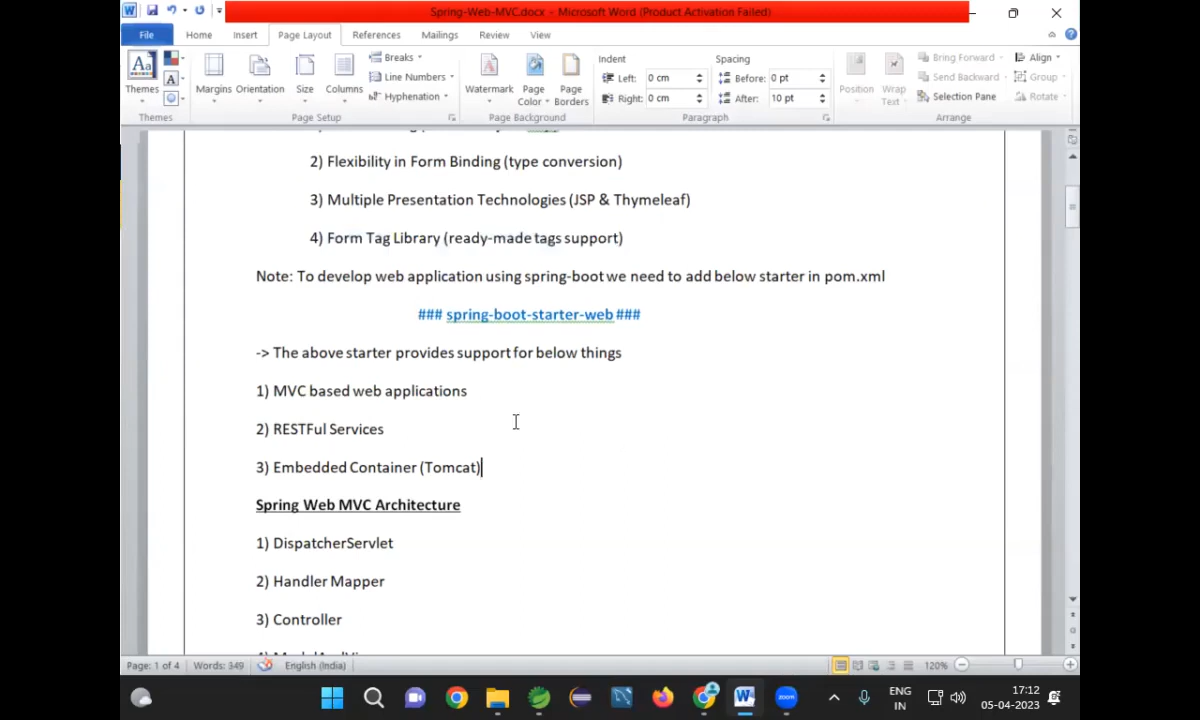 Spring-Web-MVC.docx - Microsoft Word (Product Activation Failed)
File Home Insert Page Layout References Mailings Review View
Themes
Margins Orientation Size Columns
Breaks
Line Numbers
Hyphenation
Watermark Page Color Page Borders
Indent
Left: 0 cm
Right: 0 cm
Spacing
Before: 0 pt
After: 10 pt
Position Wrap Text
Bring Forward
Send Backward
Selection Pane
Align
Group
Rotate
Themes Page Setup Page Background Paragraph Arrange
2) Flexibility in Form Binding (type conversion)
3) Multiple Presentation Technologies (JSP & Thymeleaf)
4) Form Tag Library (ready-made tags support)
Note: To develop web application using spring-boot we need to add below starter in pom.xml
### spring-boot-starter-web ###
-> The above starter provides support for below things
1) MVC based web applications
2) RESTFul Services
3) Embedded Container (Tomcat)
Spring Web MVC Architecture
1) DispatcherServlet
2) Handler Mapper
3) Controller
Page: 1 of 4 Words: 349 English (India) 120%
zoom
ENG
IN
17:12
05-04-2023